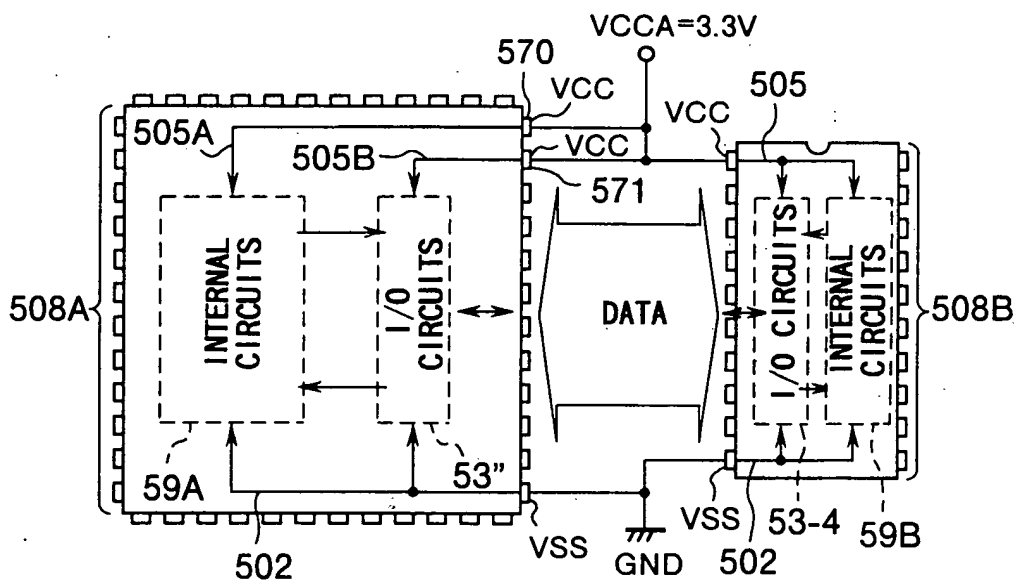 VCCA=3.3V
570
VCC
505
VCC
505A
505B
VCC
571
INTERNAL
CIRCUITS
I/O
CIRCUITS
DATA
I/O CIRCUITS
INTERNAL
CIRCUITS
508A
508B
59A
53”
502
VSS
GND
VSS
502
53-4
59B